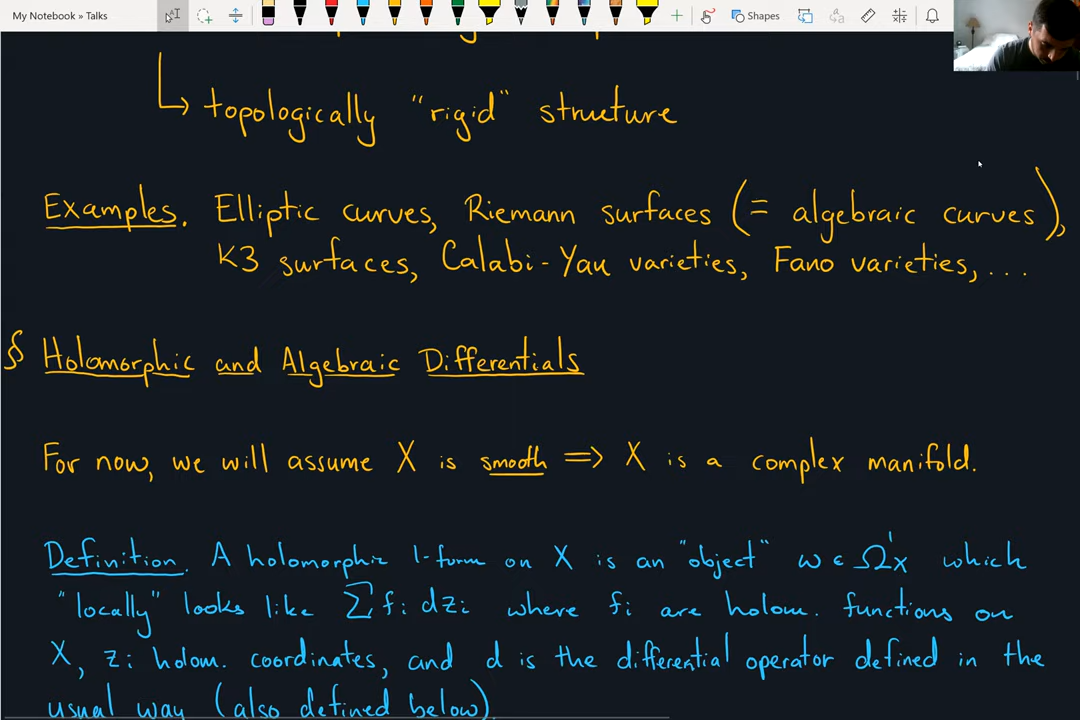 My Notebook » Talks
Shapes
↳ topologically "rigid" structure
Examples. Elliptic curves, Riemann surfaces (= algebraic curves),
K3 surfaces, Calabi-Yau varieties, Fano varieties, ...
§ Holomorphic and Algebraic Differentials
For now, we will assume X is smooth ⟹ X is a complex manifold.
Definition. A holomorphic 1-form on X is an "object" ω ∈ Ω¹X which
"locally" looks like ∑ fi dzi where fi are holom. functions on
X, zi holom. coordinates, and d is the differential operator defined in the
usual way (also defined below).